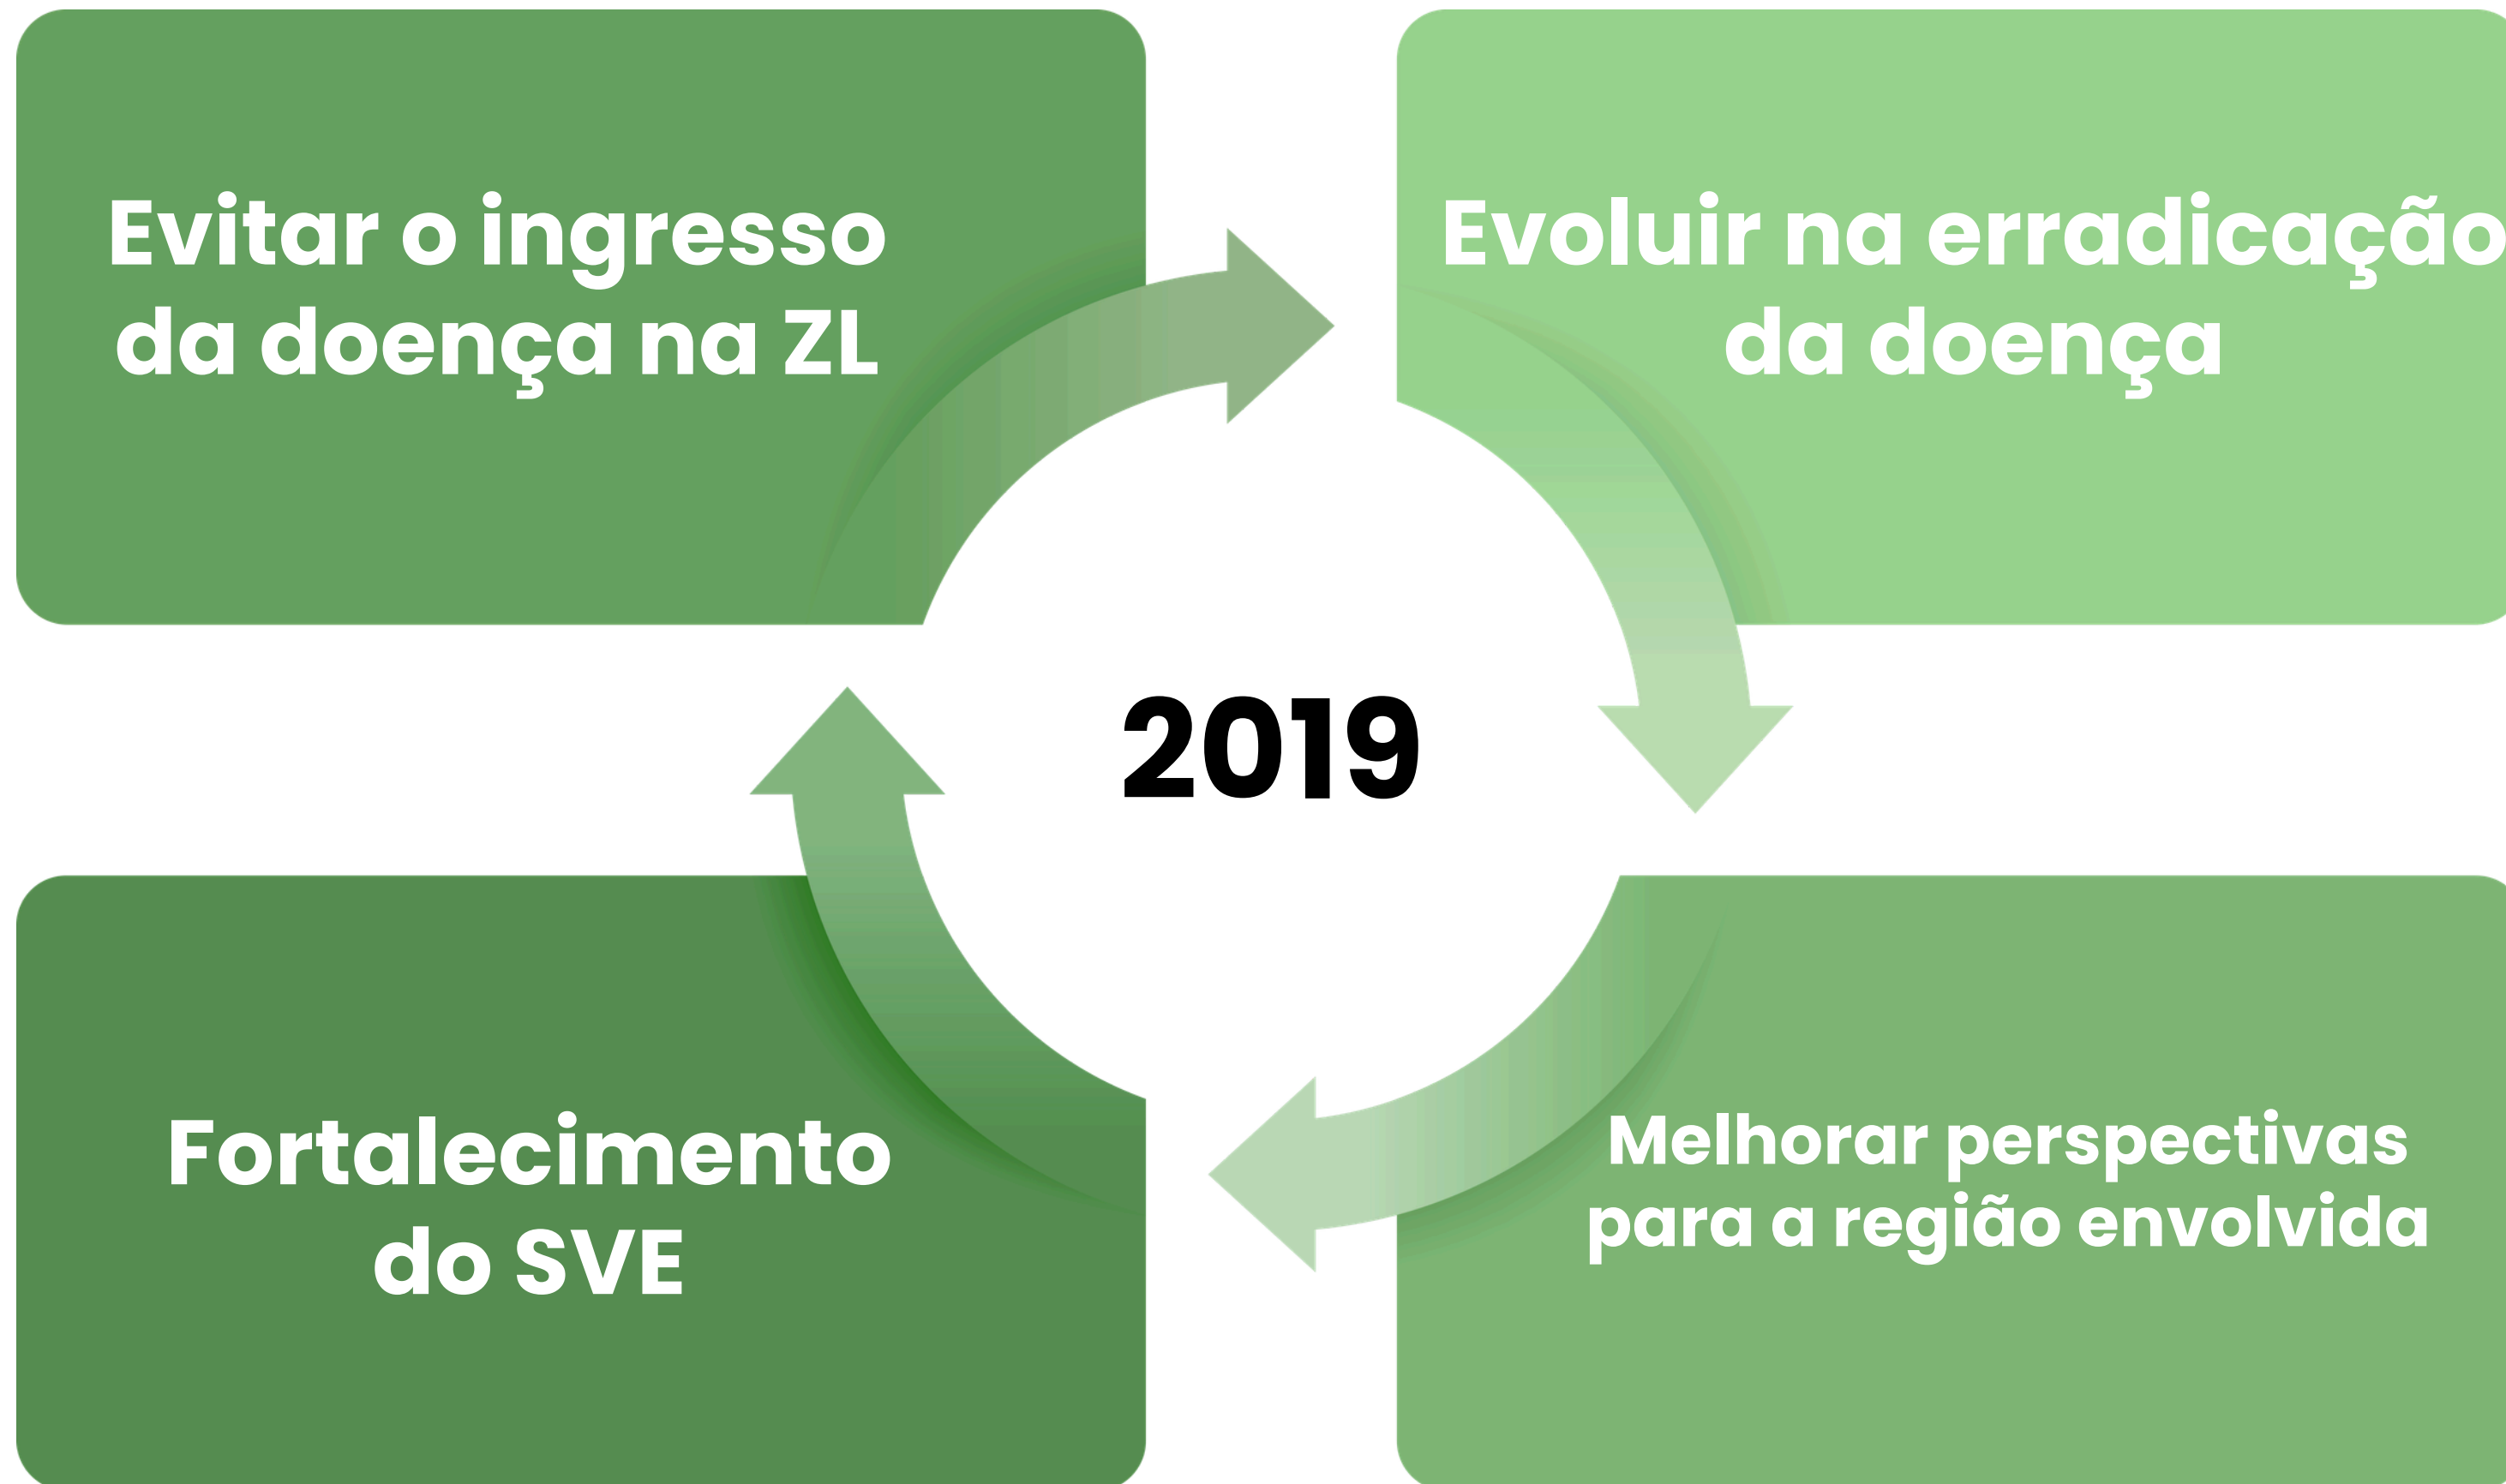 Evitar o ingresso
da doença na ZL
Evoluir na erradicação
da doença
2019
Fortalecimento
do SVE
Melhorar perspectivas
para a região envolvida